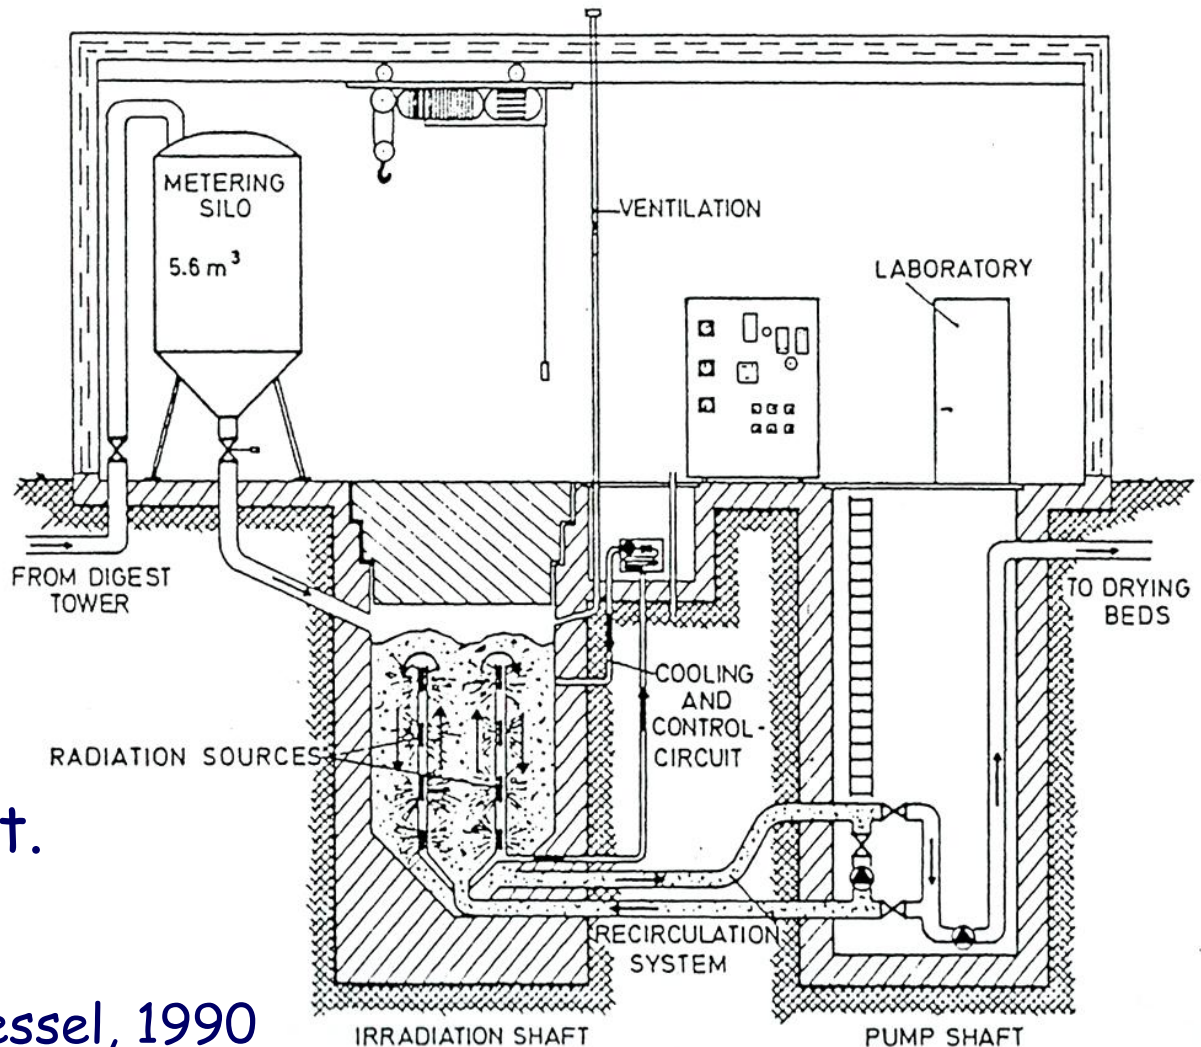 METERING
SILO
5.6 m³
VENTILATION
LABORATORY
FROM DIGEST
TOWER
TO DRYING
BEDS
COOLING
AND
CONTROL-
CIRCUIT
RADIATION SOURCES
t.
RECIRCULATION
SYSTEM
essel, 1990
IRRADIATION SHAFT
PUMP SHAFT